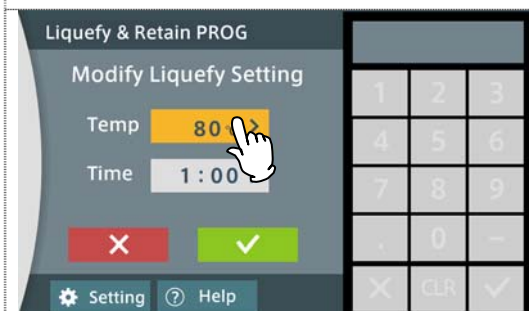 Liquefy & Retain PROG
Modify Liquefy Setting
Temp 80
Time 1:00
1 2 3
4 5 6
7 8 9
. 0 -
CLR
Setting Help